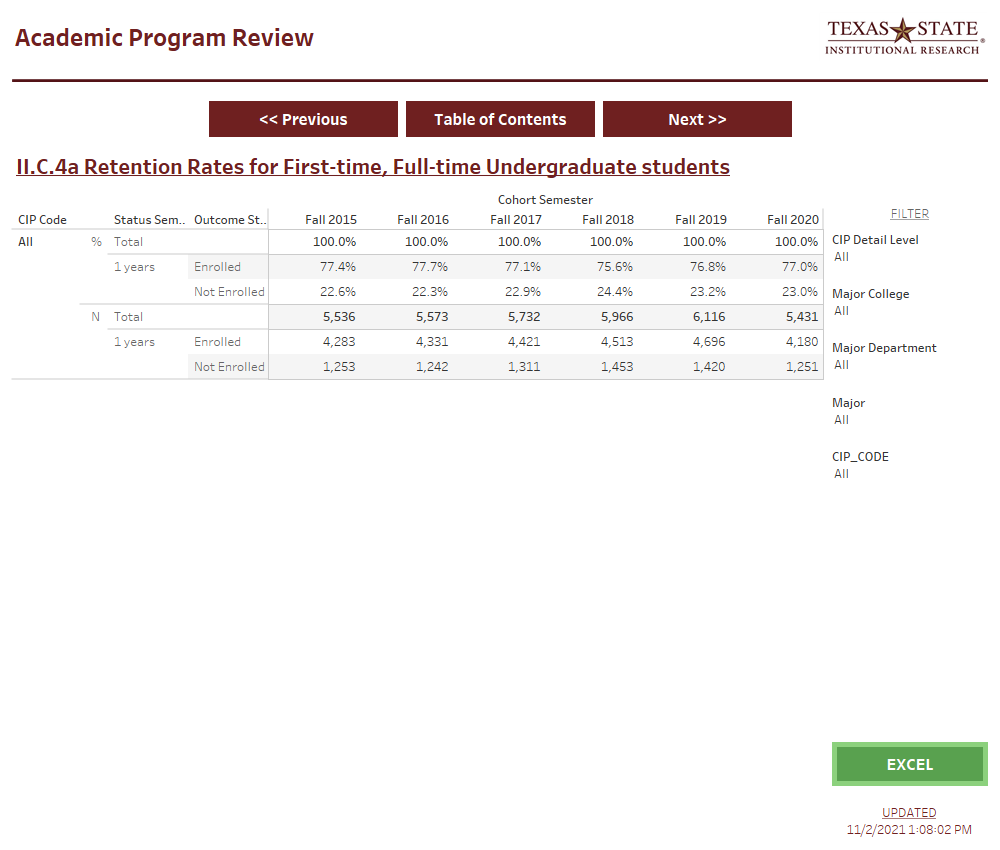 Academic Program Review
TEXAS STATE®
INSTITUTIONAL RESEARCH
<< Previous
Table of Contents
Next >>
II.C.4a Retention Rates for First-time, Full-time Undergraduate students
Cohort Semester
CIP Code Status Sem.. Outcome St.. Fall 2015 Fall 2016 Fall 2017 Fall 2018 Fall 2019 Fall 2020
All % Total 100.0% 100.0% 100.0% 100.0% 100.0% 100.0%
1 years Enrolled 77.4% 77.7% 77.1% 75.6% 76.8% 77.0%
Not Enrolled 22.6% 22.3% 22.9% 24.4% 23.2% 23.0%
N Total 5,536 5,573 5,732 5,966 6,116 5,431
1 years Enrolled 4,283 4,331 4,421 4,513 4,696 4,180
Not Enrolled 1,253 1,242 1,311 1,453 1,420 1,251
FILTER
CIP Detail Level
All
Major College
All
Major Department
All
Major
All
CIP_CODE
All
EXCEL
UPDATED
11/2/2021 1:08:02 PM